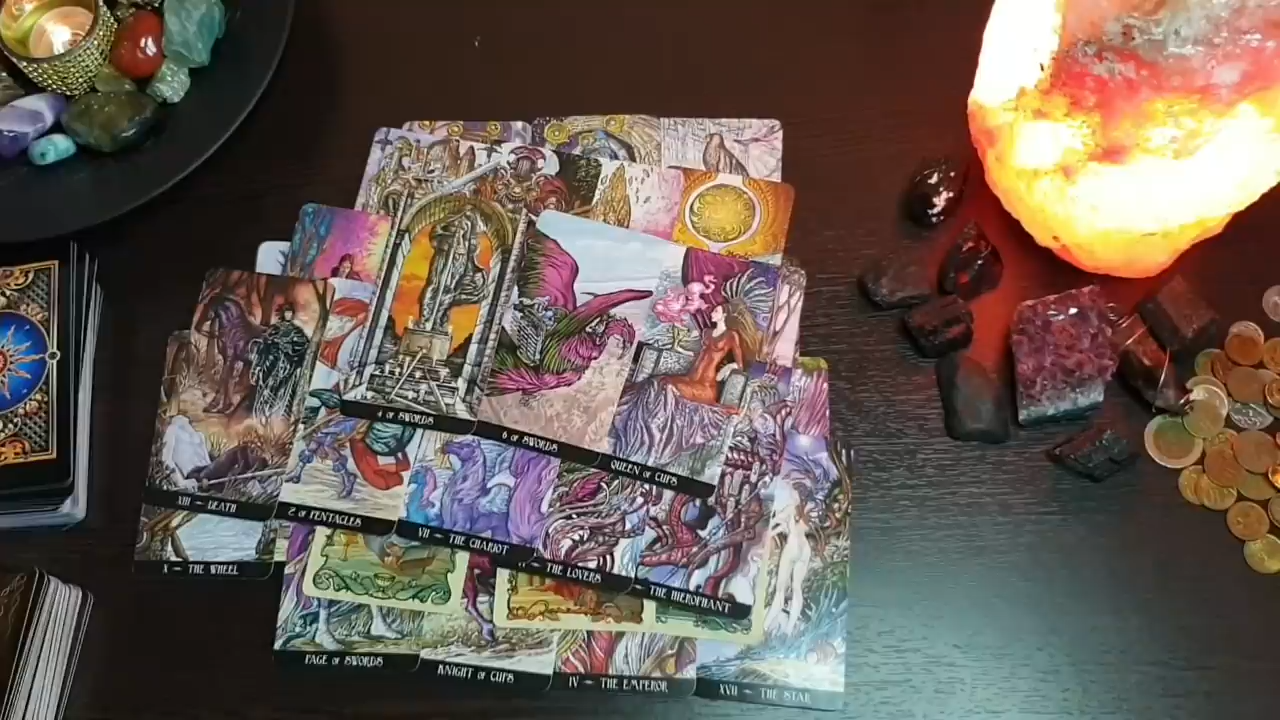 4 OF SWORDS
6 OF SWORDS
QUEEN OF CUPS
XIII — DEATH
2 OF PENTACLES
VII — THE CHARIOT
— THE LOVERS
— THE HIEROPHANT
X — THE WHEEL
PAGE OF SWORDS
KNIGHT OF CUPS
IV — THE EMPEROR
XVII — THE STAR